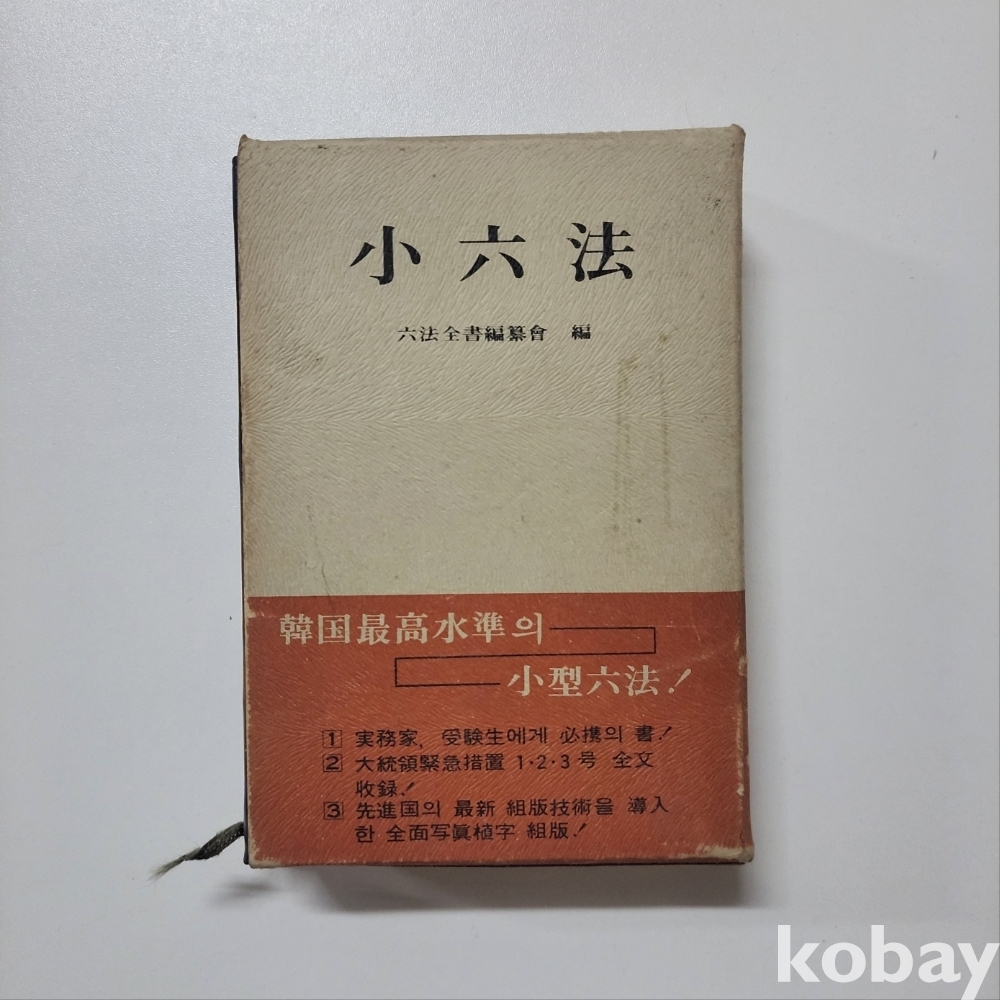 小六法
六法全書編纂會 編
韓国最高水準의
小型六法!
1 実務家, 受験生에게 必携의 書!
2 大統領緊急措置 1·2·3号 全文
収録!
3 先進国의 最新 組版技術을 導入
한 全面写眞植字 組版!
kobay